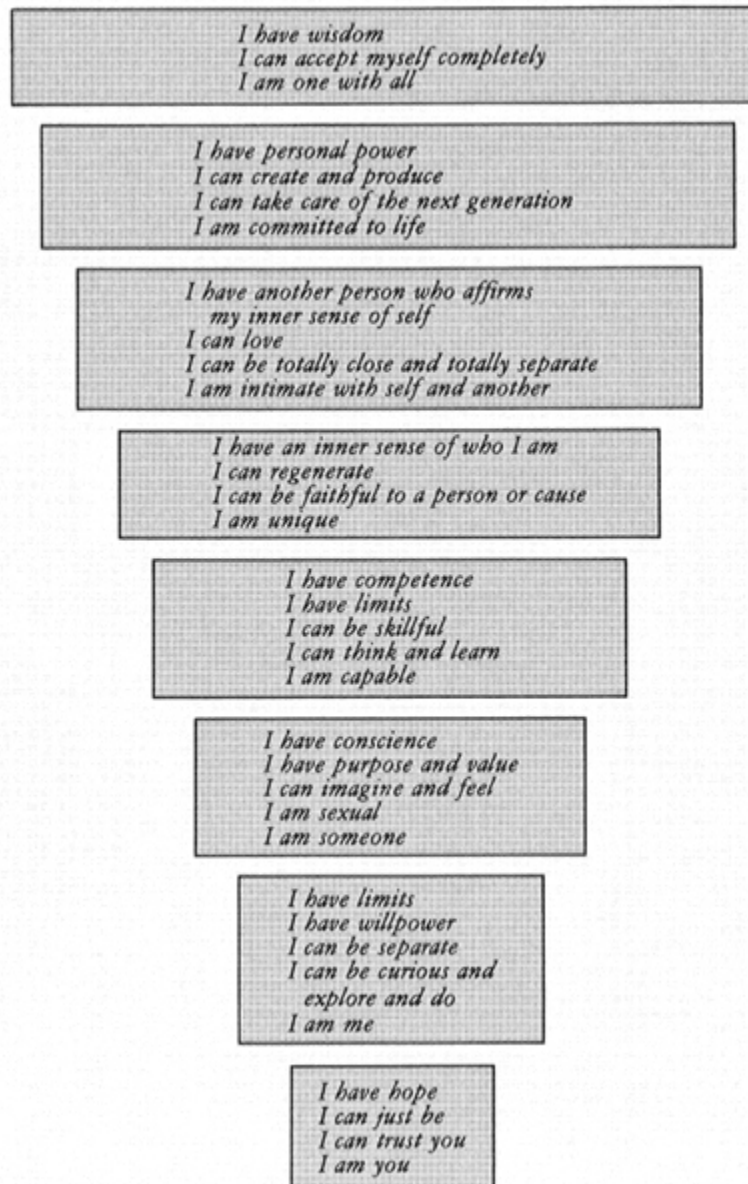 I have wisdom
I can accept myself completely
I am one with all
I have personal power
I can create and produce
I can take care of the next generation
I am committed to life
I have another person who affirms
my inner sense of self
I can love
I can be totally close and totally separate
I am intimate with self and another
I have an inner sense of who I am
I can regenerate
I can be faithful to a person or cause
I am unique
I have competence
I have limits
I can be skillful
I can think and learn
I am capable
I have conscience
I have purpose and value
I can imagine and feel
I am sexual
I am someone
I have limits
I have willpower
I can be separate
I can be curious and
explore and do
I am me
I have hope
I can just be
I can trust you
I am you